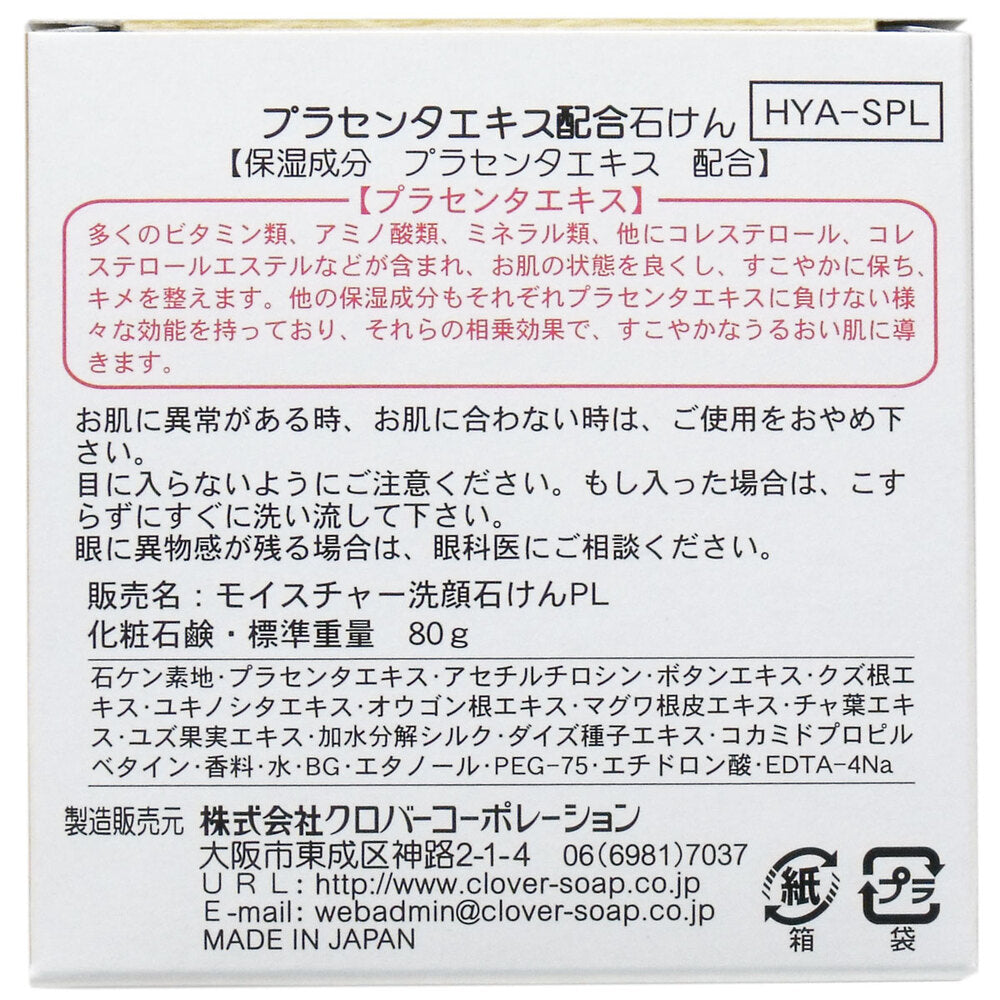 プラセンタエキス配合石けん HYA-SPL
【保湿成分 プラセンタエキス 配合】
【プラセンタエキス】
多くのビタミン類、アミノ酸類、ミネラル類、他にコレステロール、コレ
ステロールエステルなどが含まれ、お肌の状態を良くし、すこやかに保ち、
キメを整えます。他の保湿成分もそれぞれプラセンタエキスに負けない様
々な効能を持っており、それらの相乗効果で、すこやかなうるおい肌に導
きます。
お肌に異常がある時、お肌に合わない時は、ご使用をおやめ下
さい。
目に入らないようにご注意ください。もし入った場合は、こす
らずにすぐに洗い流して下さい。
眼に異物感が残る場合は、眼科医にご相談ください。
販売名：モイスチャー洗顔石けんPL
化粧石鹸・標準重量 80g
石ケン素地・プラセンタエキス・アセチルチロシン・ボタンエキス・クズ根エ
キス・ユキノシタエキス・オウゴン根エキス・マグワ根皮エキス・チャ葉エキ
ス・ユズ果実エキス・加水分解シルク・ダイズ種子エキス・コカミドプロピル
ベタイン・香料・水・BG・エタノール・PEG-75・エチドロン酸・EDTA-4Na
製造販売元 株式会社クロバーコーポレーション
大阪市東成区神路2-1-4 06(6981)7037
URL: http://www.clover-soap.co.jp
E-mail: webadmin@clover-soap.co.jp
MADE IN JAPAN
紙 プラ
箱 袋